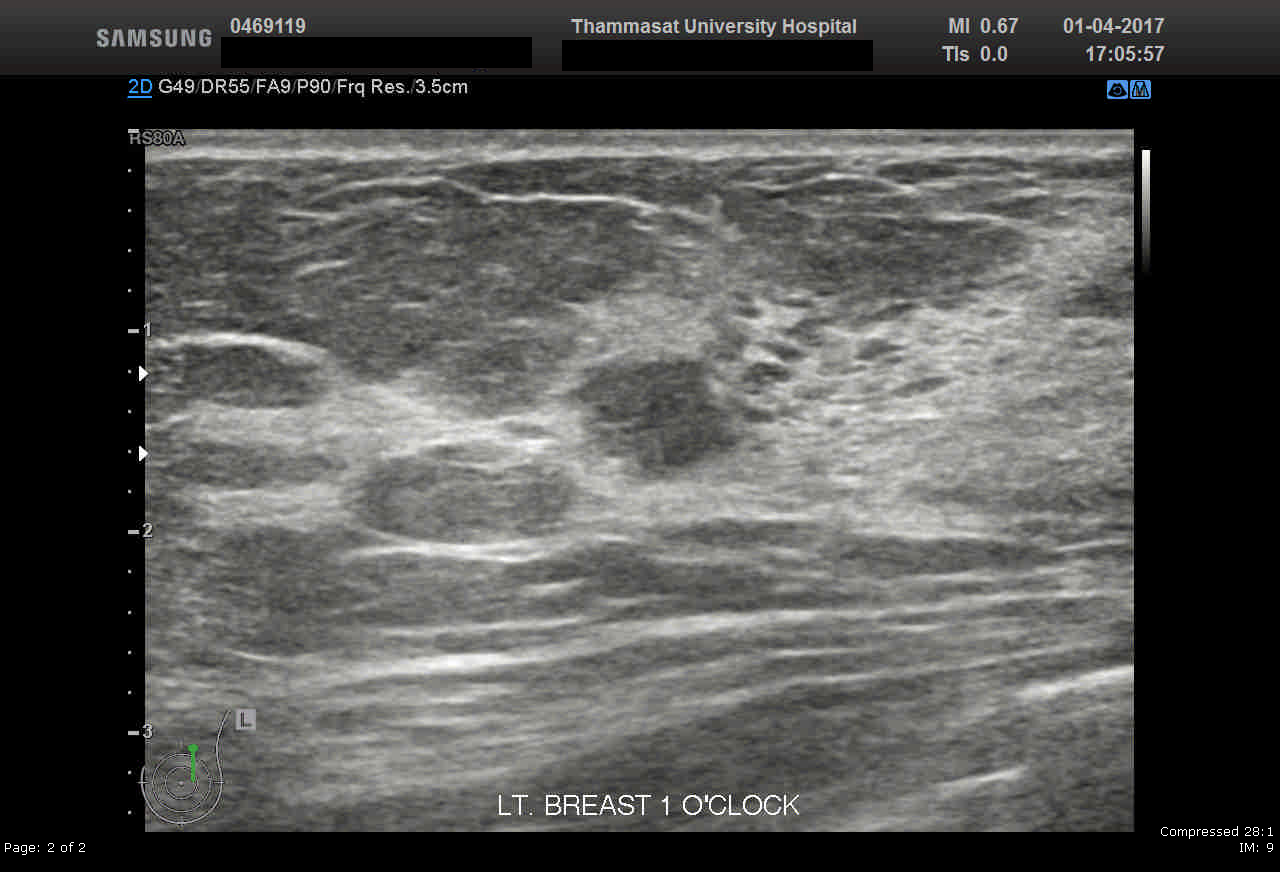 SAMSUNG
0469119
Thammasat University Hospital
MI 0.67
01-04-2017
TIs 0.0
17:05:57
2D G49/DR55/FA9/P90/Frq Res./3.5cm
M
RS80A
1
2
3
L
LT. BREAST 1 O'CLOCK
Compressed 28:1
Page: 2 of 2
IM: 9